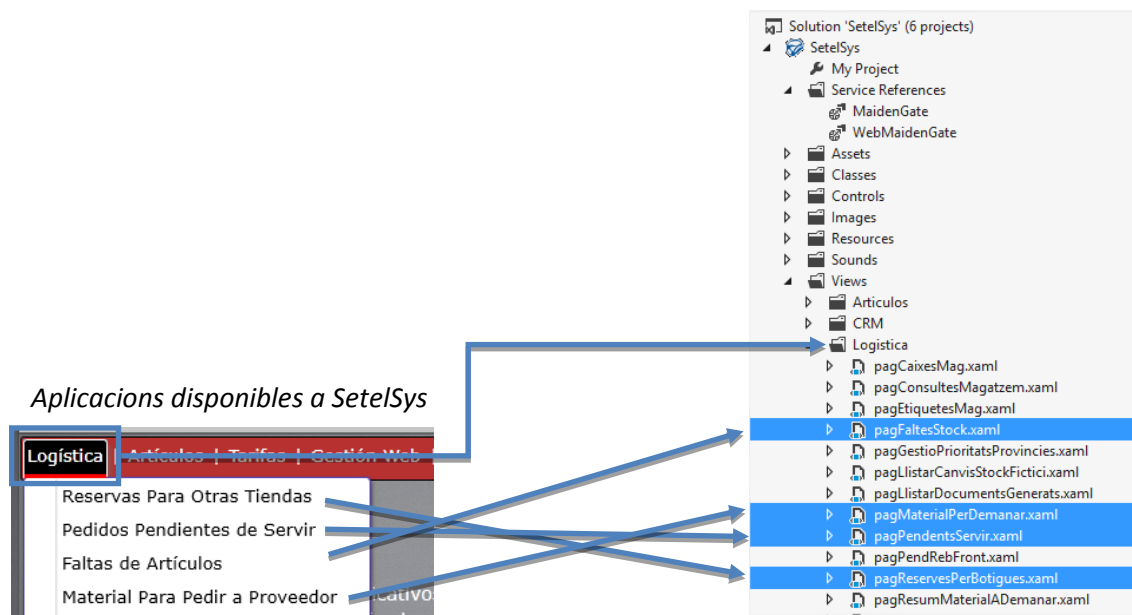 Solution 'SetelSys' (6 projects)
SetelSys
My Project
Service References
MaidenGate
WebMaidenGate
Assets
Classes
Controls
Images
Resources
Sounds
Views
Articulos
CRM
Logistica
pagCaixesMag.xaml
pagConsultesMagatzem.xaml
pagEtiquetesMag.xaml
pagFaltesStock.xaml
pagGestioPrioritatsProvincies.xaml
pagLlistarCanvisStockFictici.xaml
pagLlistarDocumentsGenerats.xaml
pagMaterialPerDemanar.xaml
pagPendentsServir.xaml
pagPendRebFront.xaml
pagReservesPerBotigues.xaml
pagResumMaterialADemanar.xaml
Aplicacions disponibles a SetelSys
Logística | Artículos | Tarifas | Gestión Web
Reservas Para Otras Tiendas
Pedidos Pendientes de Servir
Faltas de Artículos
Material Para Pedir a Proveedor